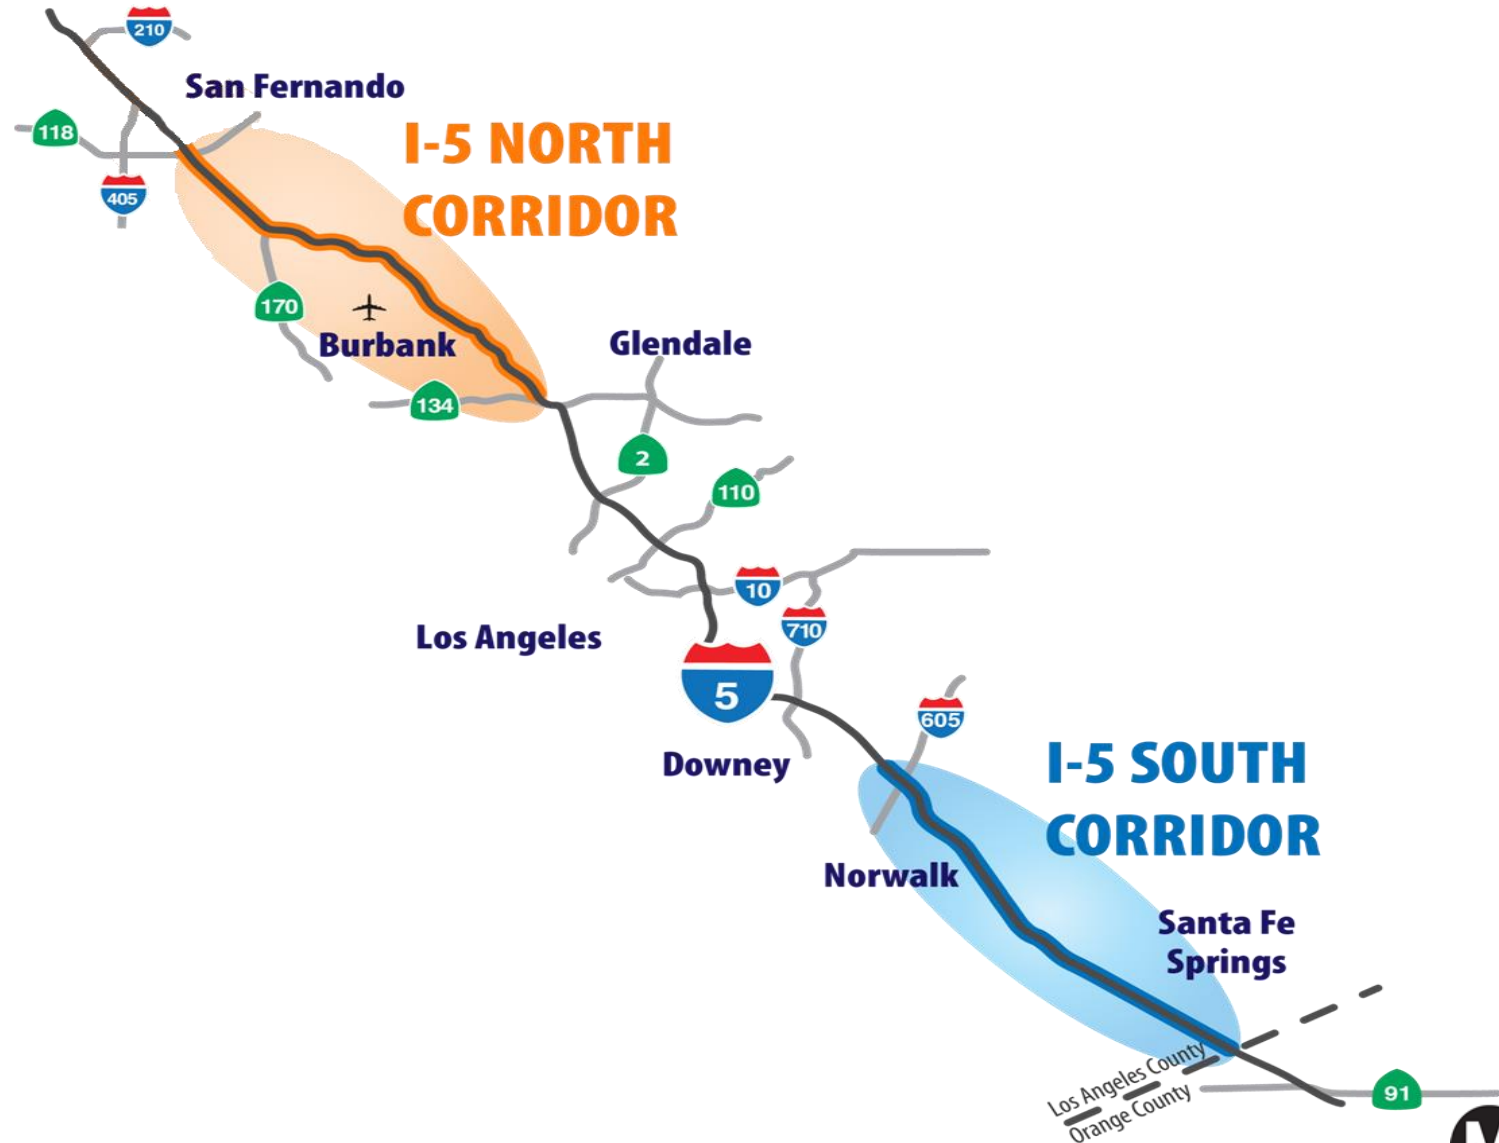 210
San Fernando
118
I-5 NORTH
CORRIDOR
405
170
Burbank
Glendale
134
2
110
10
Los Angeles
710
5
605
Downey
I-5 SOUTH
CORRIDOR
Norwalk
Santa Fe
Springs
Los Angeles County
Orange County
91